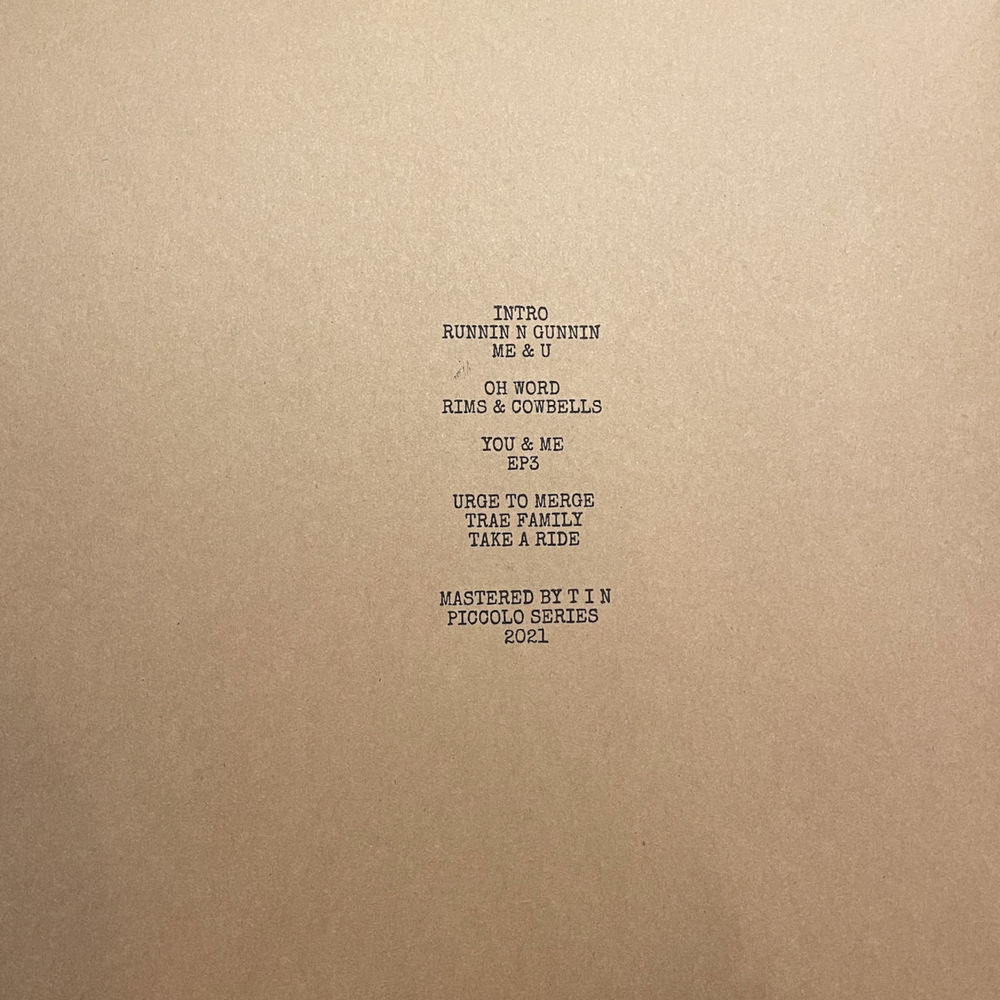 INTRO
RUNNIN N GUNNIN
ME & U
OH WORD
RIMS & COWBELLS
YOU & ME
EP3
URGE TO MERGE
TRAE FAMILY
TAKE A RIDE
MASTERED BY T I N
PICCOLO SERIES
2021